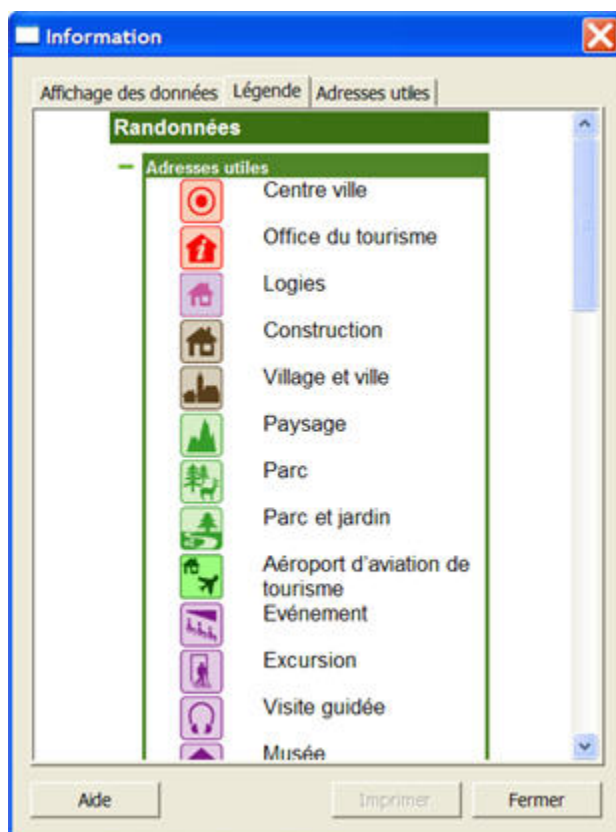 Information
Affichage des données Légende Adresses utiles
Randonnées
Adresses utiles
Centre ville
Office du tourisme
Logies
Construction
Village et ville
Paysage
Parc
Parc et jardin
Aéroport d'aviation de
tourisme
Evénement
Excursion
Visite guidée
Musée
Aide Imprimer Fermer